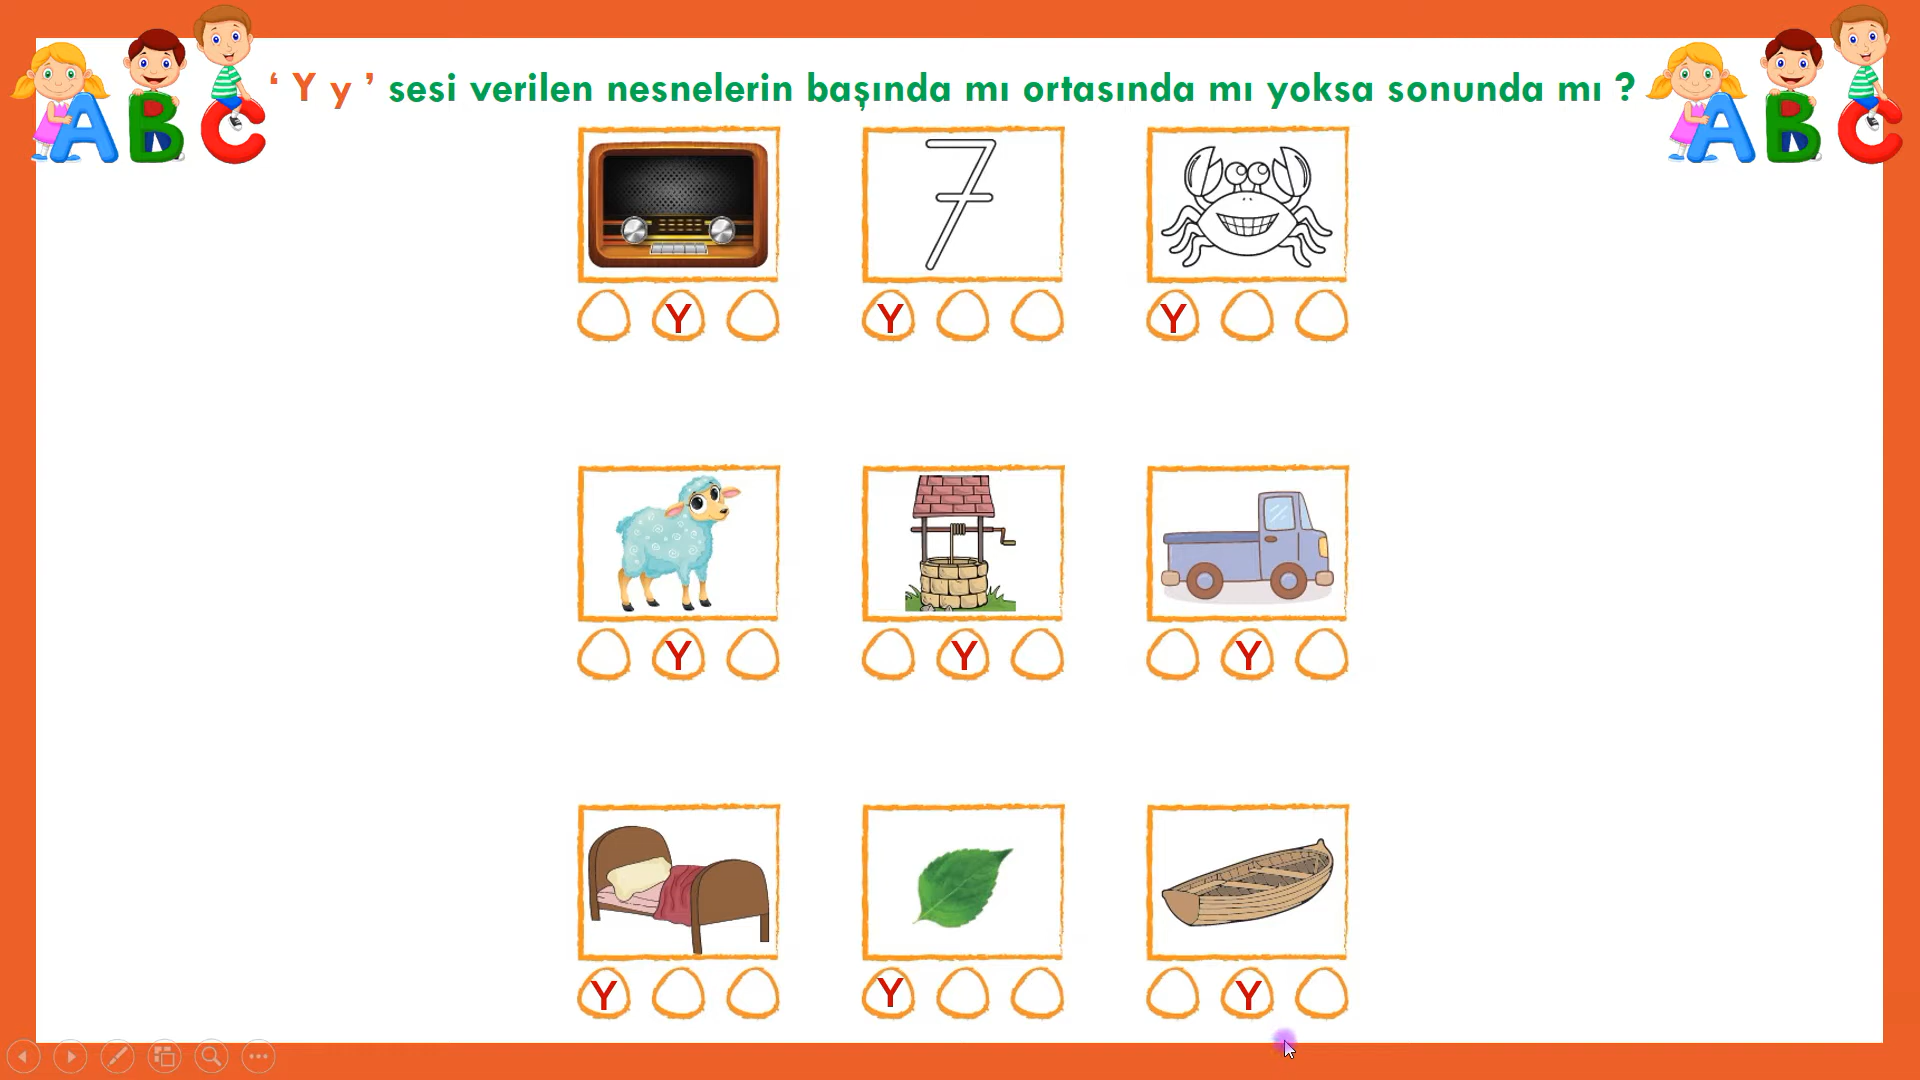 ABC ‘ Y y ’ sesi verilen nesnelerin başında mı ortasında mı yoksa sonunda mı ? ABC
7
Y Y Y
Y Y Y
Y Y Y